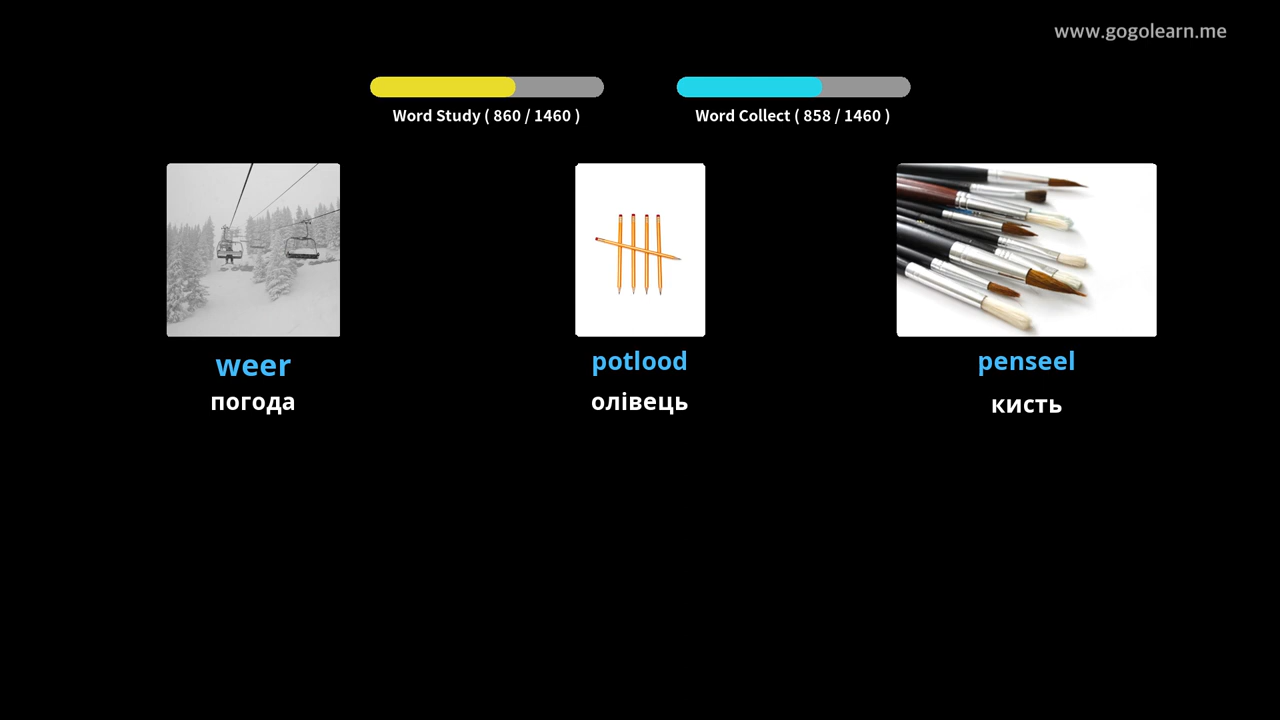 www.gogolearn.me
Word Study ( 860 / 1460 )
Word Collect ( 858 / 1460 )
weer
potlood
penseel
погода
олівець
кисть